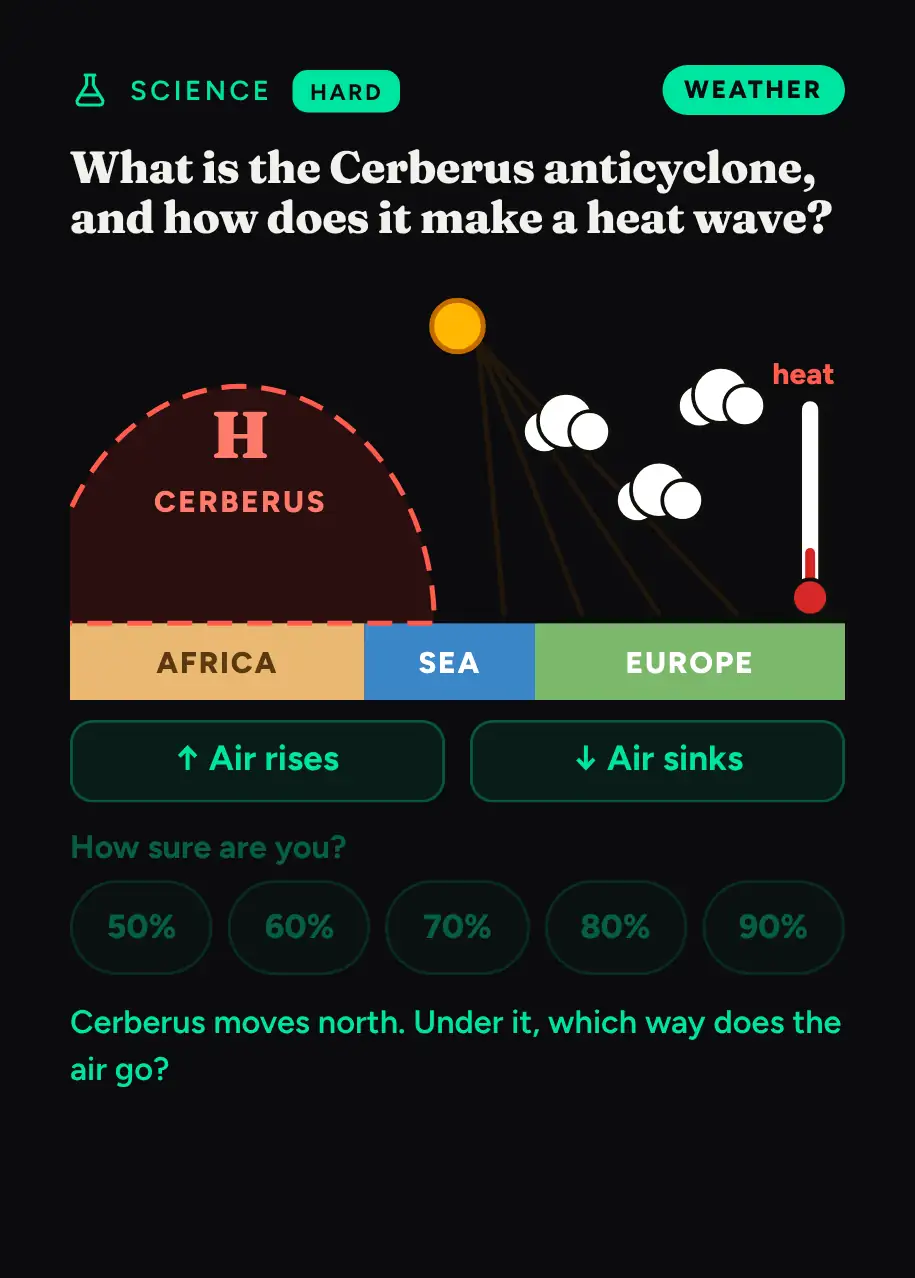 SCIENCE HARD WEATHER
What is the Cerberus anticyclone,
and how does it make a heat wave?
heat
H
CERBERUS
AFRICA SEA EUROPE
↑ Air rises ↓ Air sinks
How sure are you?
50% 60% 70% 80% 90%
Cerberus moves north. Under it, which way does the
air go?